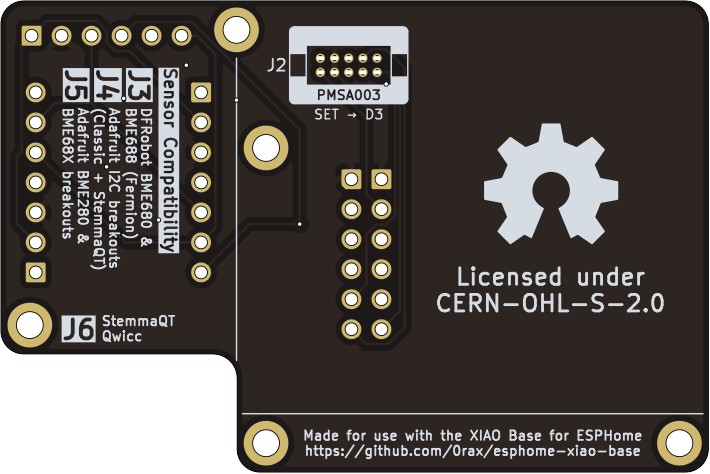 J2
PMSA003
SET → D3
Sensor Compatibility
J3
DFRobot BME680 &
BME688 (Fermion)
J4
Adafruit I2C breakouts
(Classic + StemmaQT)
J5
Adafruit BME280 &
BME68X breakouts
J6
StemmaQT
Qwicc
Licensed under
CERN-OHL-S-2.0
Made for use with the XIAO Base for ESPHome
https://github.com/0rax/esphome-xiao-base